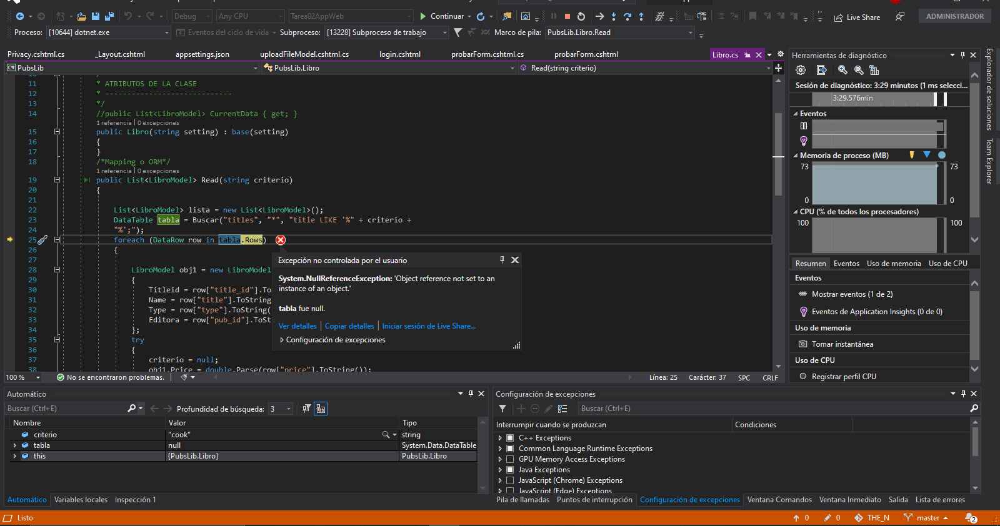 Debug
Any CPU
Tarea02AppWeb
Continuar
Live Share
ADMINISTRADOR
Proceso: [10644] dotnet.exe
Eventos del ciclo de vida
Subproceso: [13228] Subproceso de trabajo
Marco de pila: PubsLib.Libro.Read
Privacy.cshtml.cs
_Layout.cshtml
appsettings.json
uploadFileModel.cshtml.cs
login.cshtml
probarForm.cshtml.cs
probarForm.cshtml
Libro.cs
C# PubsLib
PubsLib.Libro
Read(string criterio)
11 * ATRIBUTOS DE LA CLASE
12 * -----------------------------
13 */
14 //public List<LibroModel> CurrentData { get; }
1 referencia | 0 excepciones
15 public Libro(string setting) : base(setting)
16 {
17 }
18 /*Mapping o ORM*/
1 referencia | 0 excepciones
19 public List<LibroModel> Read(string criterio)
20 {
21
22 List<LibroModel> lista = new List<LibroModel>();
23 DataTable tabla = Buscar("titles", "*", "title LIKE '%" + criterio +
24 "%';");
25 foreach (DataRow row in tabla.Rows)
26 {
27
28 LibroModel obj1 = new LibroModel
29 {
30 Titleid = row["title_id"].ToS
31 Name = row["title"].ToString
32 Type = row["type"].ToString(
33 Editora = row["pub_id"].ToSt
34 };
35 try
36 {
37 criterio = null;
38 obj1.Price = double.Parse(row["price"].ToString());
Excepción no controlada por el usuario
System.NullReferenceException: 'Object reference not set to an
instance of an object.'
tabla fue null.
Ver detalles | Copiar detalles | Iniciar sesión de Live Share...
Configuración de excepciones
100 %
No se encontraron problemas.
Línea: 25
Carácter: 37
SPC
CRLF
Herramientas de diagnóstico
Sesión de diagnóstico: 3:29 minutos (1 ms selecci...
3:29.576min
Eventos
Memoria de proceso (MB)
73
73
0
0
CPU (% de todos los procesadores)
100
100
Resumen
Eventos
Uso de memoria
Uso de CPU
Eventos
Mostrar eventos (1 de 2)
Eventos de Application Insights (0 de 0)
Uso de memoria
Tomar instantánea
Uso de CPU
Registrar perfil CPU
Explorador de soluciones
Team Explorer
Automático
Buscar (Ctrl+E)
Profundidad de búsqueda: 3
Nombre
Valor
Tipo
criterio
"cook"
string
tabla
null
System.Data.DataTable
this
{PubsLib.Libro}
PubsLib.Libro
Automático
Variables locales
Inspección 1
Configuración de excepciones
Buscar (Ctrl+E)
Interrumpir cuando se produzcan
Condiciones
C++ Exceptions
Common Language Runtime Exceptions
GPU Memory Access Exceptions
Java Exceptions
JavaScript (Chrome) Exceptions
JavaScript (Edge) Exceptions
Pila de llamadas
Puntos de interrupción
Configuración de excepciones
Ventana Comandos
Ventana Inmediato
Salida
Lista de errores
Listo
0
0
THE_N
master
2